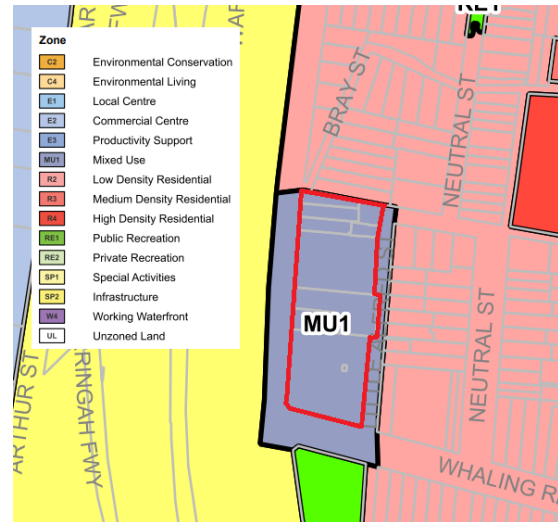 RE1
Zone
C2 Environmental Conservation
C4 Environmental Living
E1 Local Centre
E2 Commercial Centre
E3 Productivity Support
MU1 Mixed Use
R2 Low Density Residential
R3 Medium Density Residential
R4 High Density Residential
RE1 Public Recreation
RE2 Private Recreation
SP1 Special Activities
SP2 Infrastructure
W4 Working Waterfront
UL Unzoned Land
BRAY ST
NEUTRAL ST
MU1
NEUTRAL ST
ARTHUR ST
RINGAH FWY
WHALING R